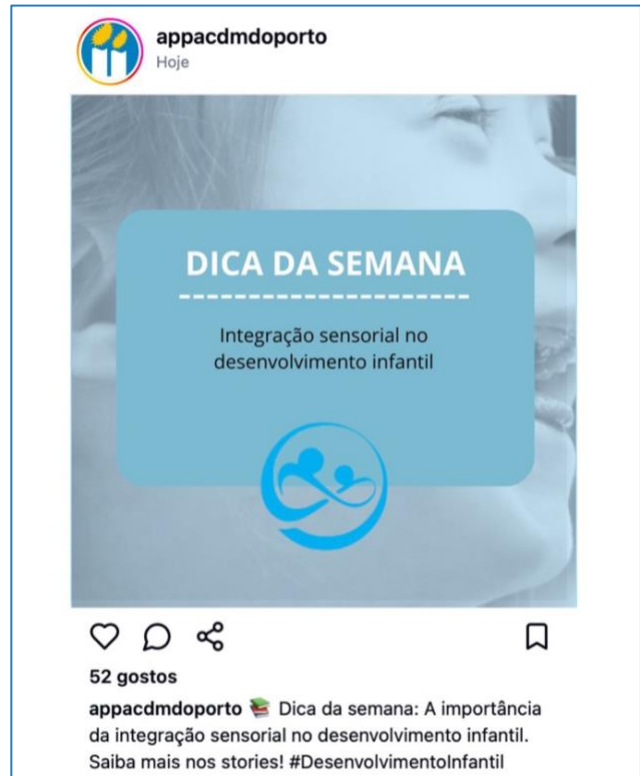 appacdmdoporto
Hoje
DICA DA SEMANA
Integração sensorial no
desenvolvimento infantil
52 gostos
appacdmdoporto 📚 Dica da semana: A importância
da integração sensorial no desenvolvimento infantil.
Saiba mais nos stories! #DesenvolvimentoInfantil